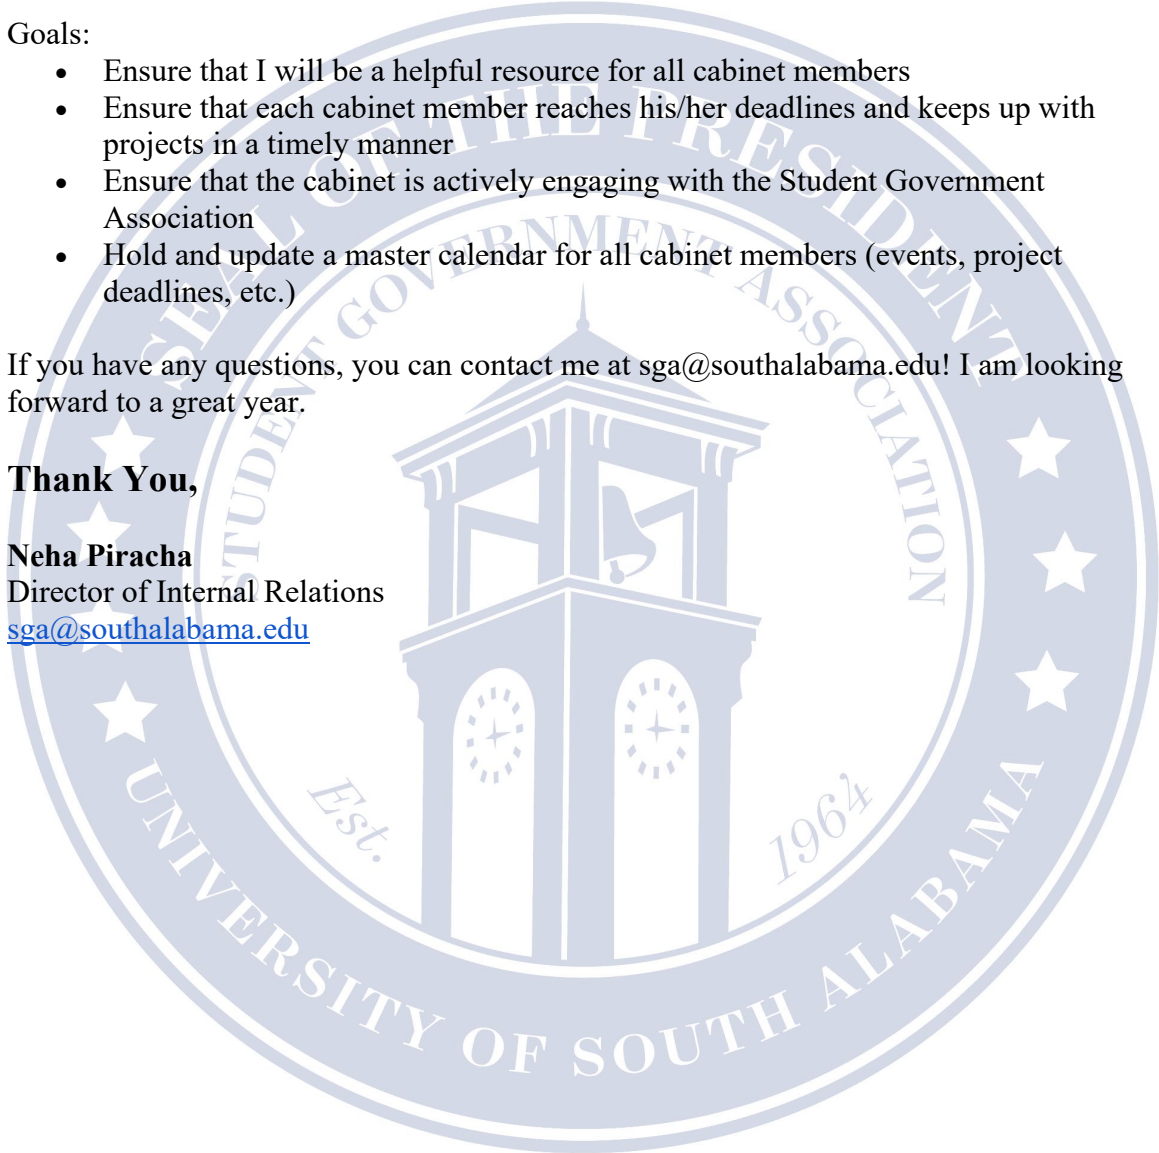 Goals:
• Ensure that I will be a helpful resource for all cabinet members
• Ensure that each cabinet member reaches his/her deadlines and keeps up with
projects in a timely manner
• Ensure that the cabinet is actively engaging with the Student Government
Association
• Hold and update a master calendar for all cabinet members (events, project
deadlines, etc.)
If you have any questions, you can contact me at sga@southalabama.edu! I am looking
forward to a great year.
Thank You,
Neha Piracha
Director of Internal Relations
sga@southalabama.edu
SEAL OF THE PRESIDENT
STUDENT GOVERNMENT ASSOCIATION
Est. 1964
UNIVERSITY OF SOUTH ALABAMA